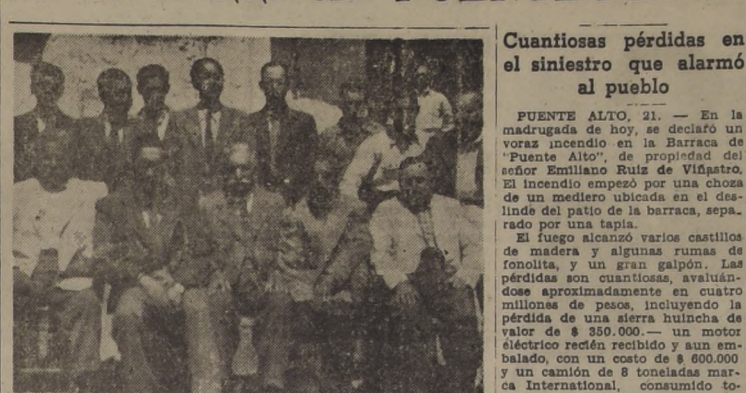 Cuantiosas pérdidas en
el siniestro que alarmó
al pueblo
PUENTE ALTO, 21. — En la
madrugada de hoy, se declaró un
voraz incendio en la Barraca de
"Puente Alto", de propiedad del
señor Emiliano Ruiz de Viñastro.
El incendio empezó por una choza
de un mediero ubicada en el des-
linde del patio de la barraca, sepa-
rado por una tapia.
El fuego alcanzó varios castillos
de madera y algunas rumas de
fonolita, y un gran galpón. Las
pérdidas son cuantiosas, avaluán-
dose aproximadamente en cuatro
millones de pesos, incluyendo la
pérdida de una sierra huincha de
valor de $ 350.000.— un motor
eléctrico recién recibido y aun em-
balado, con un costo de $ 600.000
y un camión de 8 toneladas mar-
ca International, consumido to-